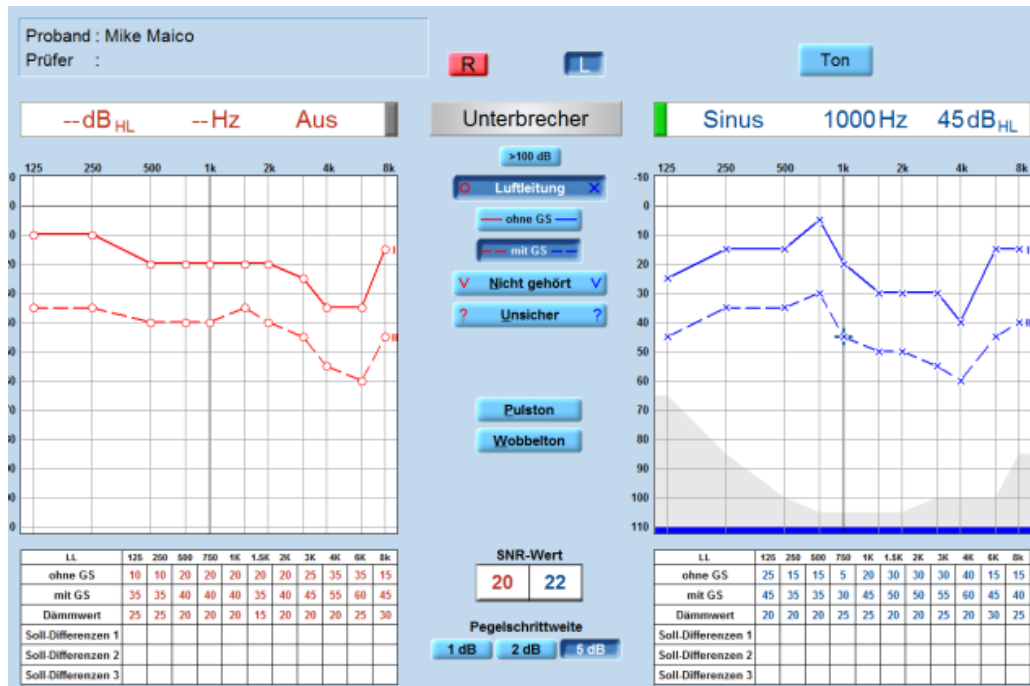 Proband : Mike Maico
Prüfer :
R
L
Ton
--dB HL --Hz Aus
Unterbrecher
Sinus 1000Hz 45dB HL
>100 dB
Luftleitung
ohne GS
mit GS
Nicht gehört
Unsicher
Pulston
Wobbelton
125 250 500 1k 2k 4k 8k
125 250 500 1k 2k 4k 8k
-10
0
10
20
30
40
50
60
70
80
90
100
110
LL 125 250 500 750 1K 1.5K 2K 3K 4K 6K 8k
ohne GS 10 10 20 20 20 20 20 25 35 35 15
mit GS 35 35 40 40 40 35 40 45 55 60 45
Dämmwert 25 25 20 20 20 15 20 20 20 25 30
Soll-Differenzen 1
Soll-Differenzen 2
Soll-Differenzen 3
SNR-Wert
20 22
Pegelschrittweite
1 dB 2 dB 5 dB
LL 125 250 500 750 1K 1.5K 2K 3K 4K 6K 8k
ohne GS 25 15 15 5 20 30 30 30 40 15 15
mit GS 45 35 35 30 45 50 50 55 60 45 40
Dämmwert 20 20 20 25 25 20 20 25 20 30 25
Soll-Differenzen 1
Soll-Differenzen 2
Soll-Differenzen 3